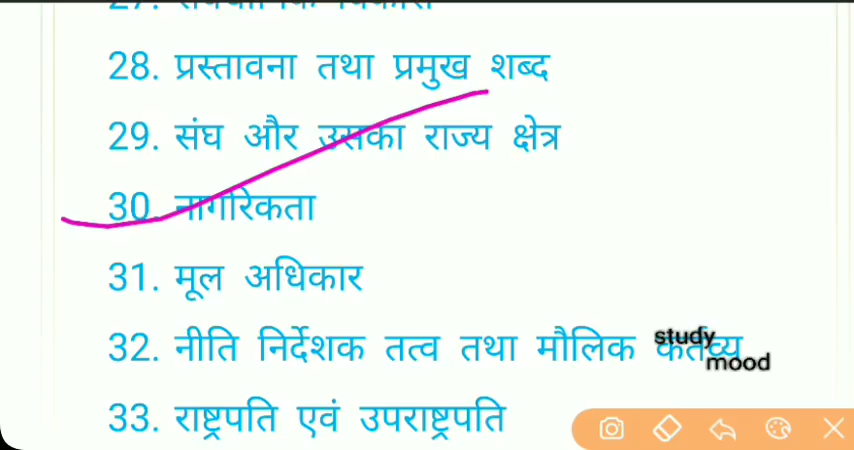 27. संवैधानिक विकास
28. प्रस्तावना तथा प्रमुख शब्द
29. संघ और उसका राज्य क्षेत्र
30. नागरिकता
31. मूल अधिकार
32. नीति निर्देशक तत्व तथा मौलिक कर्तव्य
study
mood
33. राष्ट्रपति एवं उपराष्ट्रपति